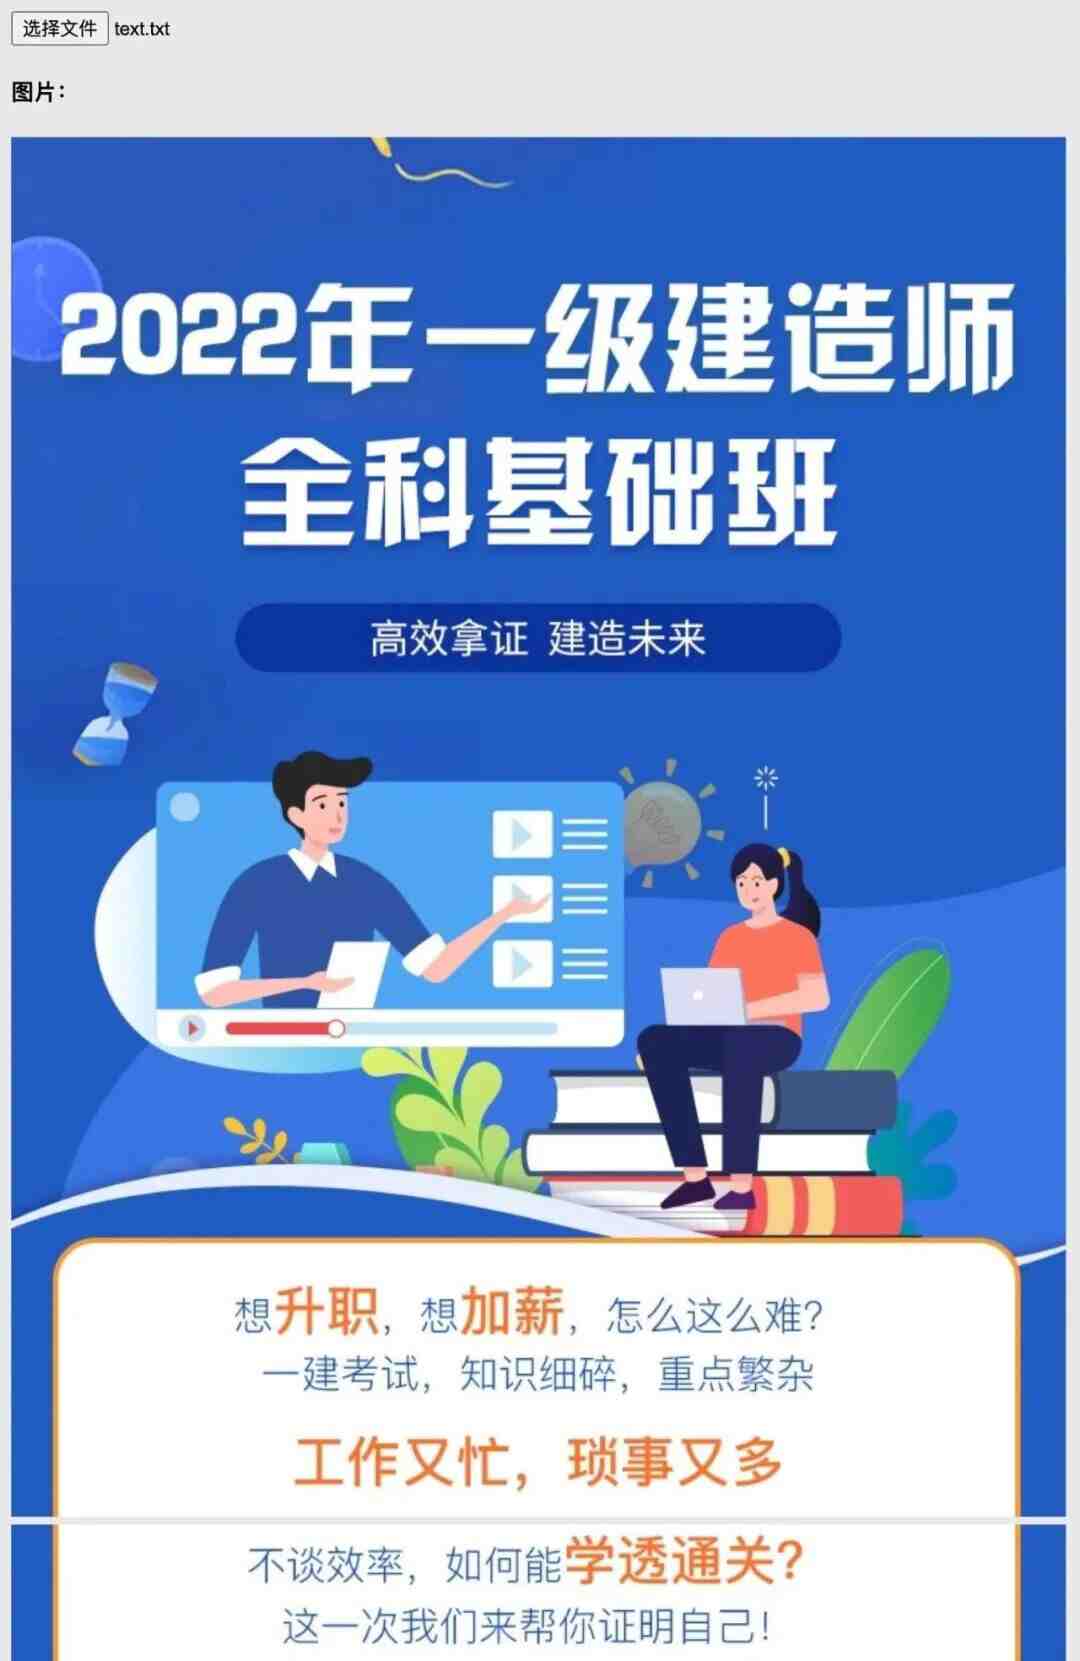 选择文件 text.txt
图片：
2022年一级建造师
全科基础班
高效拿证 建造未来
想升职，想加薪，怎么这么难？
一建考试，知识细碎，重点繁杂
工作又忙，琐事又多
不谈效率，如何能学透通关？
这一次我们来帮你证明自己！